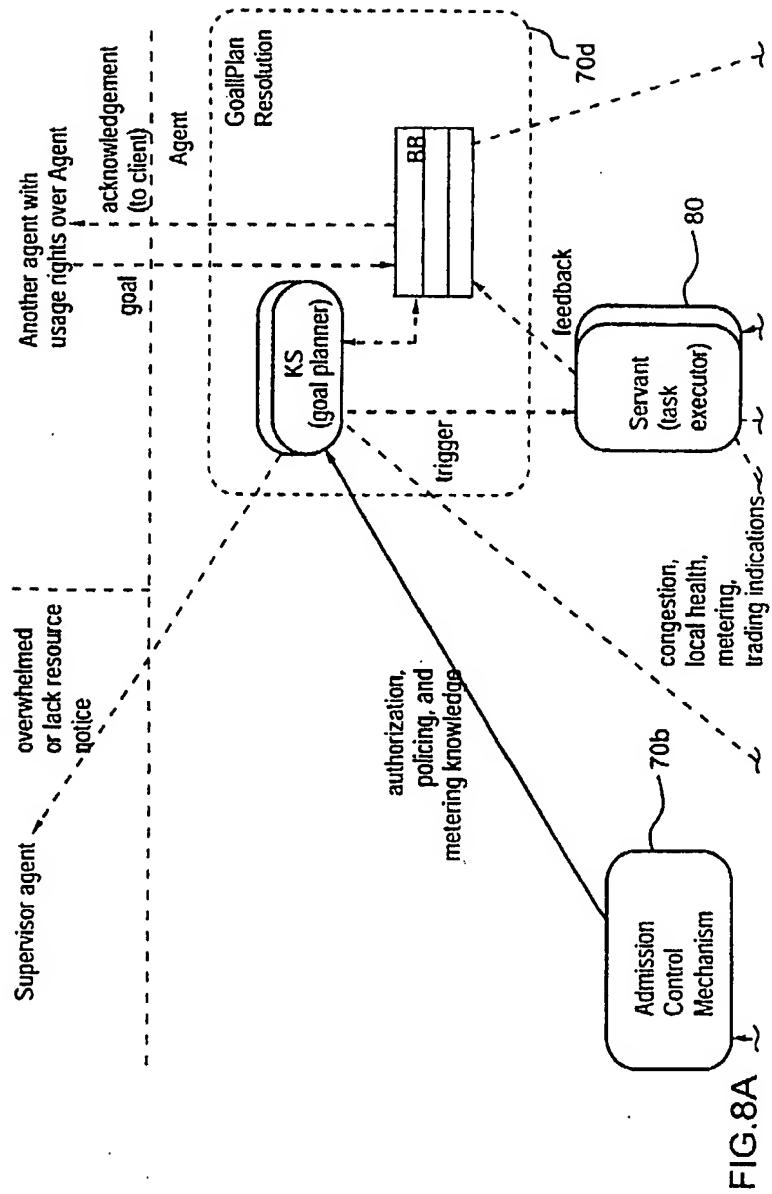 Supervisor agent
overwhelmed
or lack resource
notice
Another agent with
usage rights over Agent
goal
acknowledgement
(to client)
Agent
GoallPlan
Resolution
KS
(goal planner)
BB
70d
trigger
feedback
authorization,
policing, and
metering knowledge
Servant
(task
executor)
80
congestion,
local health,
metering,
trading indications
Admission
Control
Mechanism
70b
FIG.8A